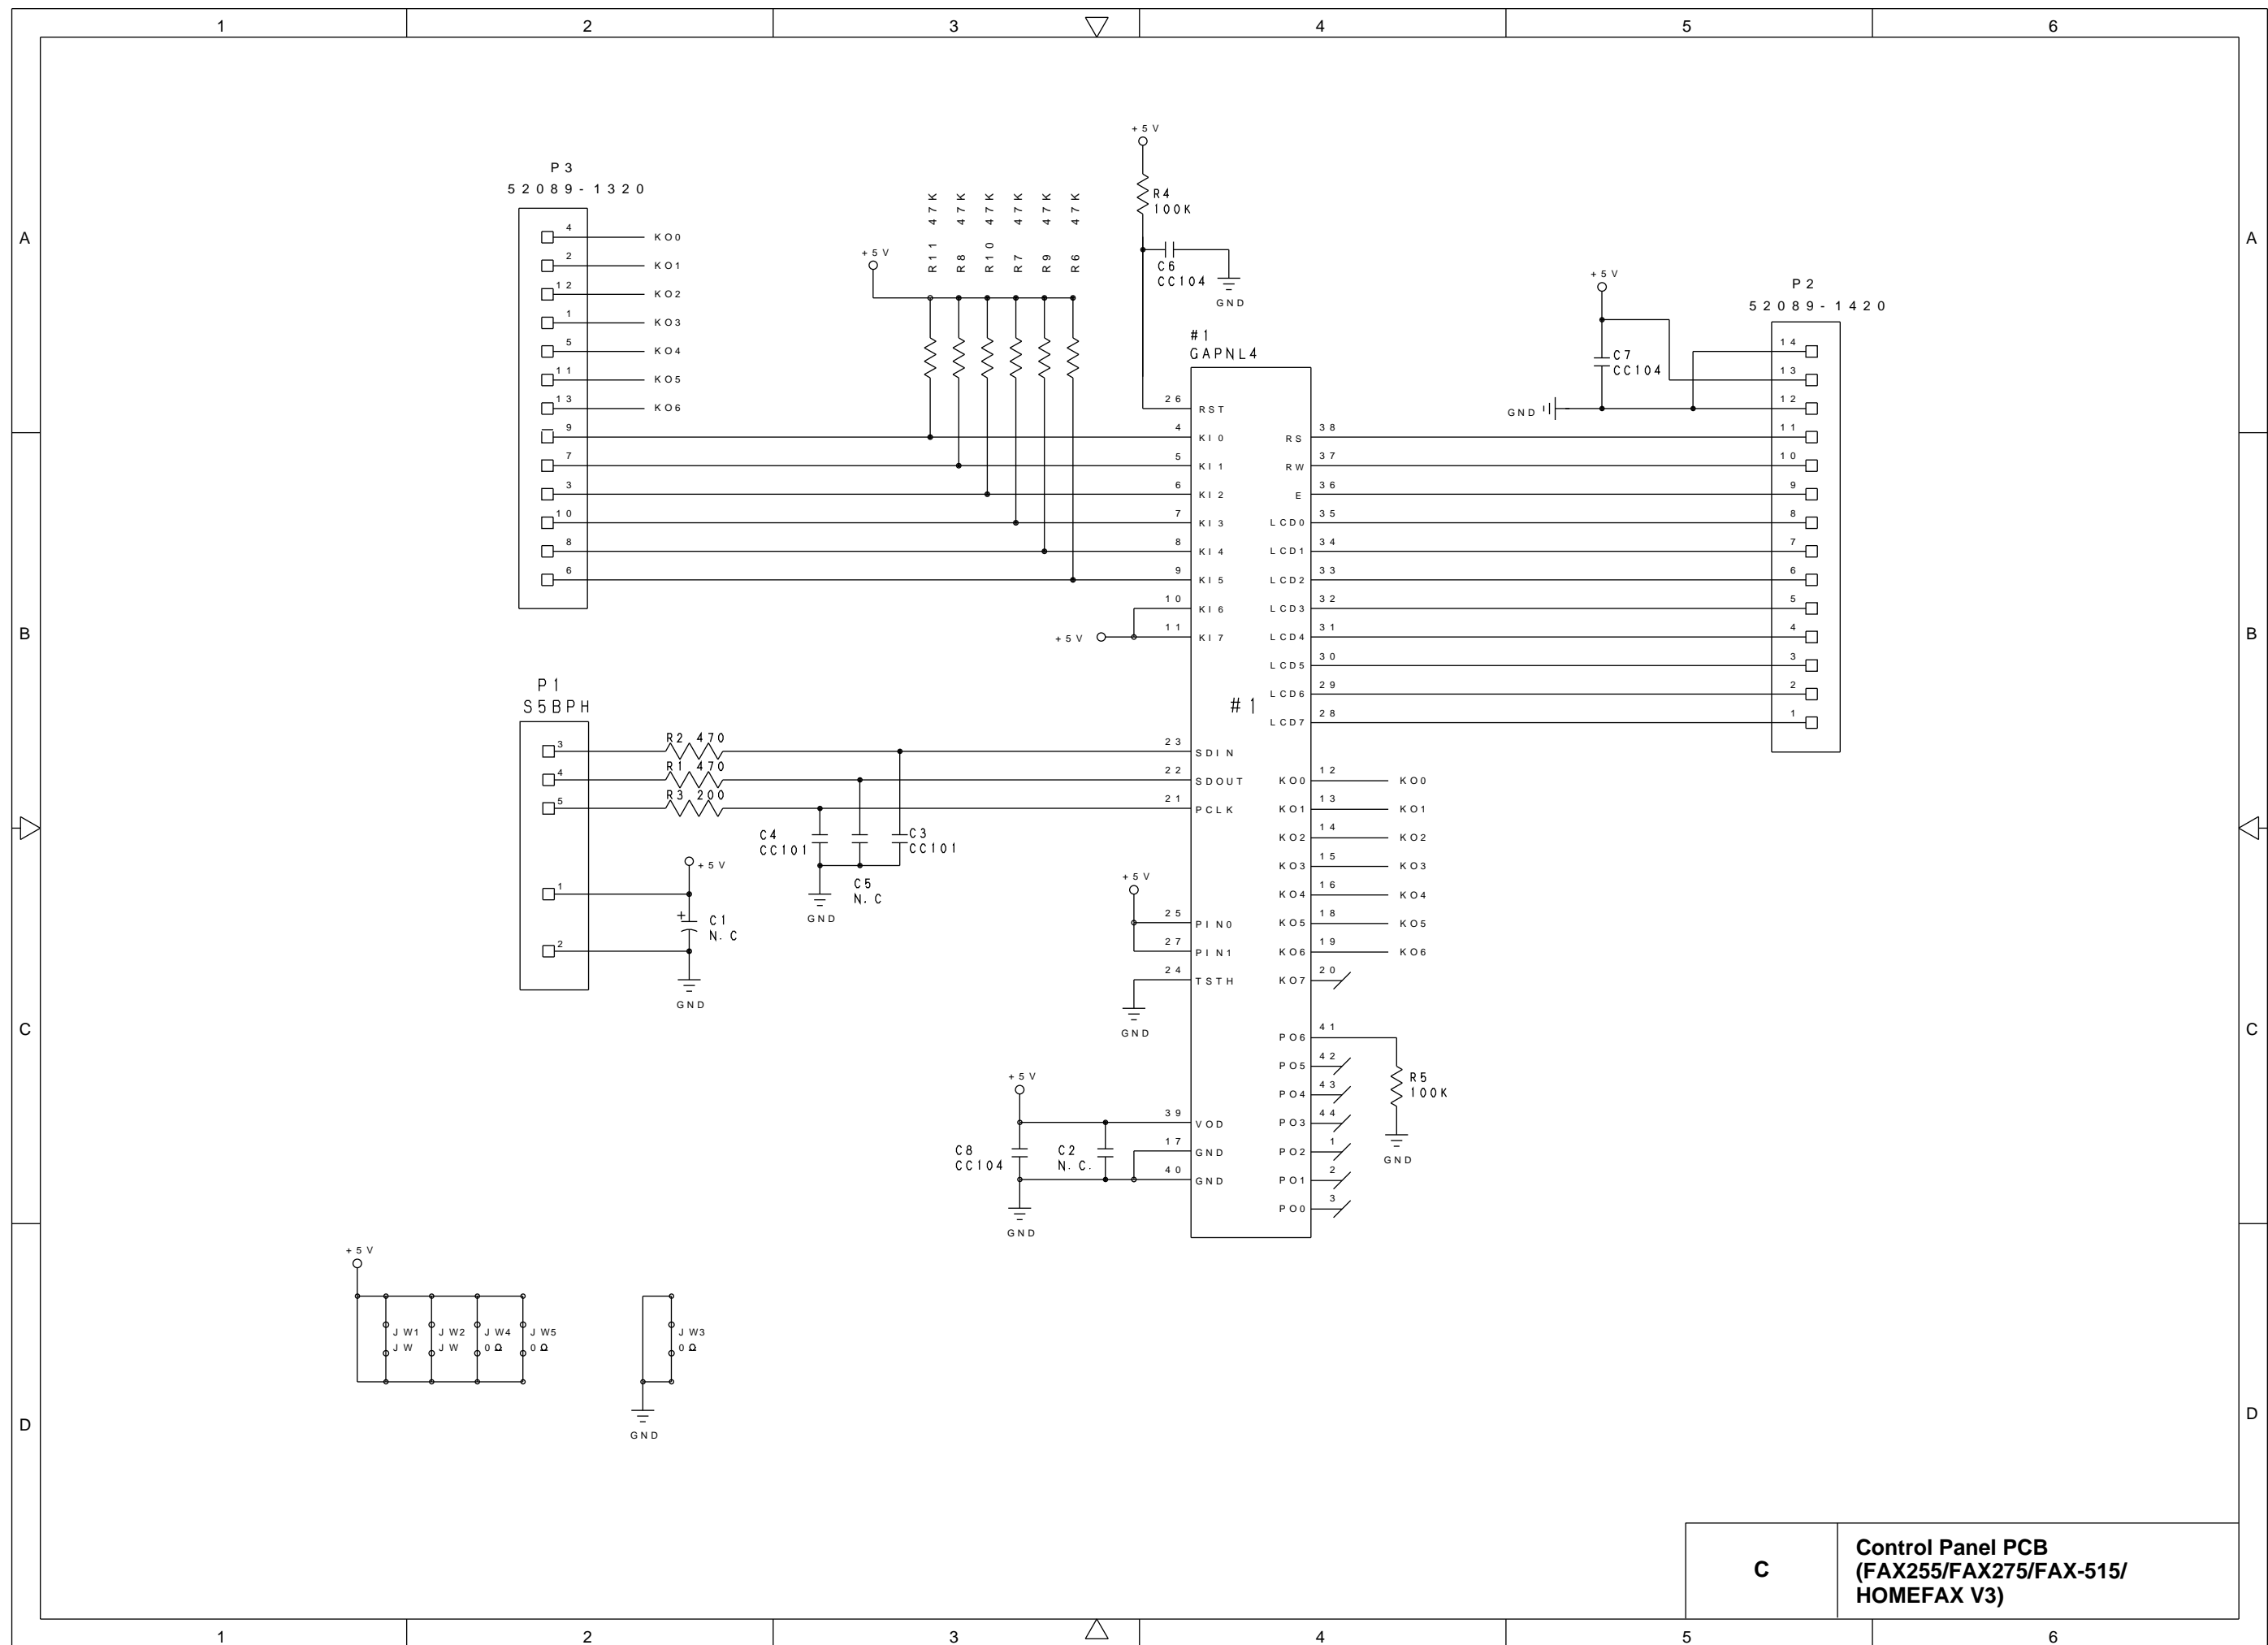 1 2 3 4 5 6
A
A
B
B
C
C
D
D
P3
52089-1320
4 KO0
2 KO1
12 KO2
1 KO3
5 KO4
11 KO5
13 KO6
9
7
3
10
8
6
+5V
R11 47K
R8 47K
R10 47K
R7 47K
R9 47K
R6 47K
+5V
R4
100K
C6
CC104
GND
#1
GAPNL4
26 RST
4 KI0
5 KI1
6 KI2
7 KI3
8 KI4
9 KI5
10 KI6
11 KI7
+5V
#1
RS 38
RW 37
E 36
LCD0 35
LCD1 34
LCD2 33
LCD3 32
LCD4 31
LCD5 30
LCD6 29
LCD7 28
+5V
C7
CC104
GND
P2
52089-1420
14
13
12
11
10
9
8
7
6
5
4
3
2
1
P1
S5BPH
3
4
5
1
2
R2 470
R1 470
R3 200
23 SDIN
22 SDOUT
21 PCLK
C4
CC101
C3
CC101
C5
N.C
GND
+5V
C1
N.C
GND
+5V
25 PIN0
27 PIN1
24 TSTH
GND
KO0 12 KO0
KO1 13 KO1
KO2 14 KO2
KO3 15 KO3
KO4 16 KO4
KO5 18 KO5
KO6 19 KO6
KO7 20
PO6 41
PO5 42
PO4 43
PO3 44
PO2 1
PO1 2
PO0 3
R5
100K
GND
+5V
39 VOD
17 GND
40 GND
C8
CC104
C2
N.C.
GND
+5V
JW1
JW
JW2
JW
JW4
0Ω
JW5
0Ω
JW3
0Ω
GND
C
Control Panel PCB
(FAX255/FAX275/FAX-515/
HOMEFAX V3)
1 2 3 4 5 6